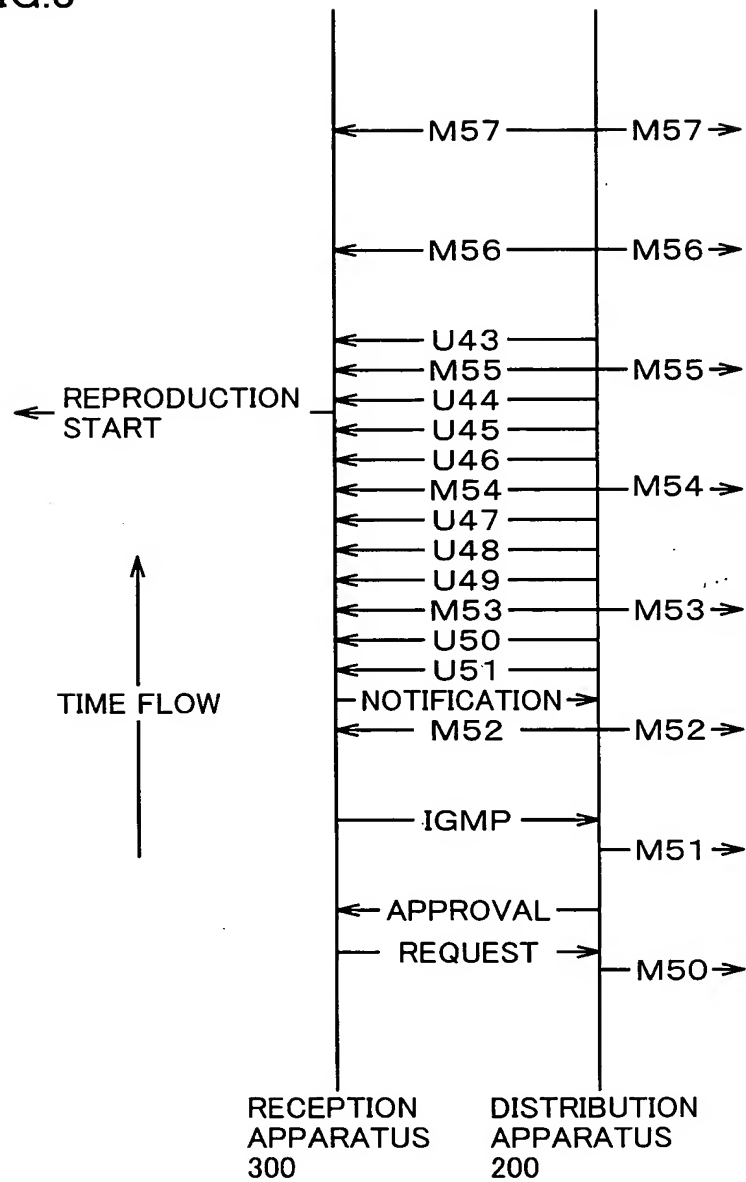 M57 M57
M56 M56
U43
M55 M55
U44
REPRODUCTION
START
U45
U46
M54 M54
U47
U48
U49
M53 M53
U50
U51
TIME FLOW
NOTIFICATION
M52 M52
IGMP
M51
APPROVAL
REQUEST
M50
RECEPTION
APPARATUS
300
DISTRIBUTION
APPARATUS
200